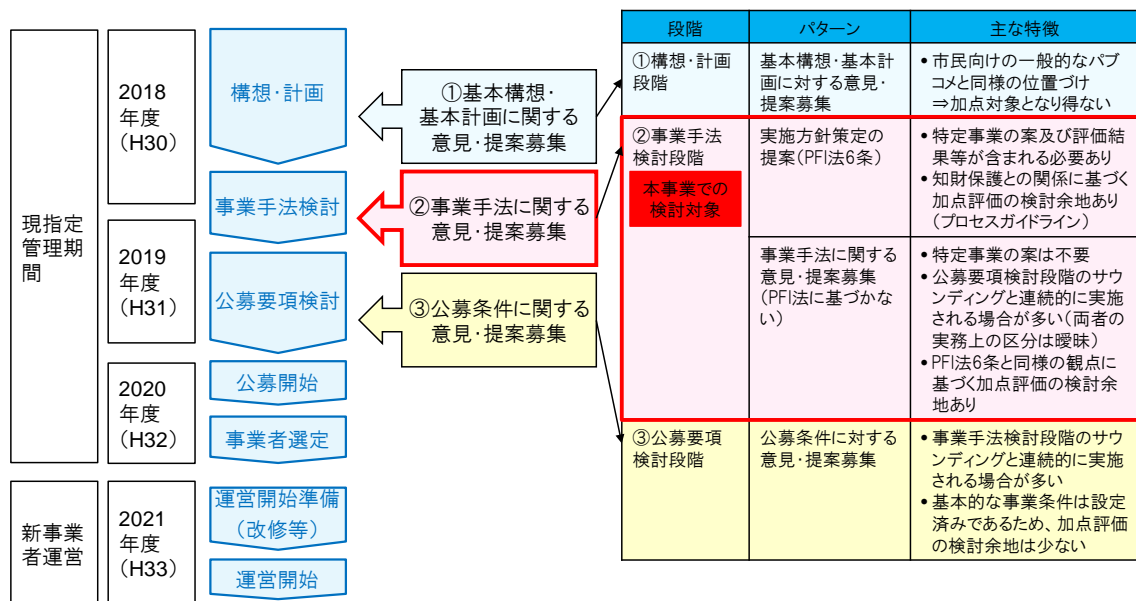 現指定
管理期
間
新事業
者運営
2018
年度
(H30)
2019
年度
(H31)
2020
年度
(H32)
2021
年度
(H33)
構想・計画
事業手法検討
公募要項検討
公募開始
事業者選定
運営開始準備
(改修等)
運営開始
①基本構想・
基本計画に関する
意見・提案募集
②事業手法に関する
意見・提案募集
③公募条件に関する
意見・提案募集
段階
パターン
主な特徴
①構想・計画
段階
基本構想・基本計
画に対する意見・
提案募集
•市民向けの一般的なパブ
コメと同様の位置づけ
⇒加点対象となり得ない
②事業手法
検討段階
本事業での
検討対象
実施方針策定の
提案(PFI法6条)
•特定事業の案及び評価結
果等が含まれる必要あり
•知財保護との関係に基づく
加点評価の検討余地あり
(プロセスガイドライン)
事業手法に関する
意見・提案募集
(PFI法に基づかな
い)
•特定事業の案は不要
•公募要項検討段階のサウ
ンディングと連続的に実施
される場合が多い(両者の
実務上の区分は曖昧)
•PFI法6条と同様の観点に
基づく加点評価の検討余
地あり
③公募要項
検討段階
公募条件に対する
意見・提案募集
•事業手法検討段階のサウ
ンディングと連続的に実施
される場合が多い
•基本的な事業条件は設定
済みであるため、加点評価
の検討余地は少ない